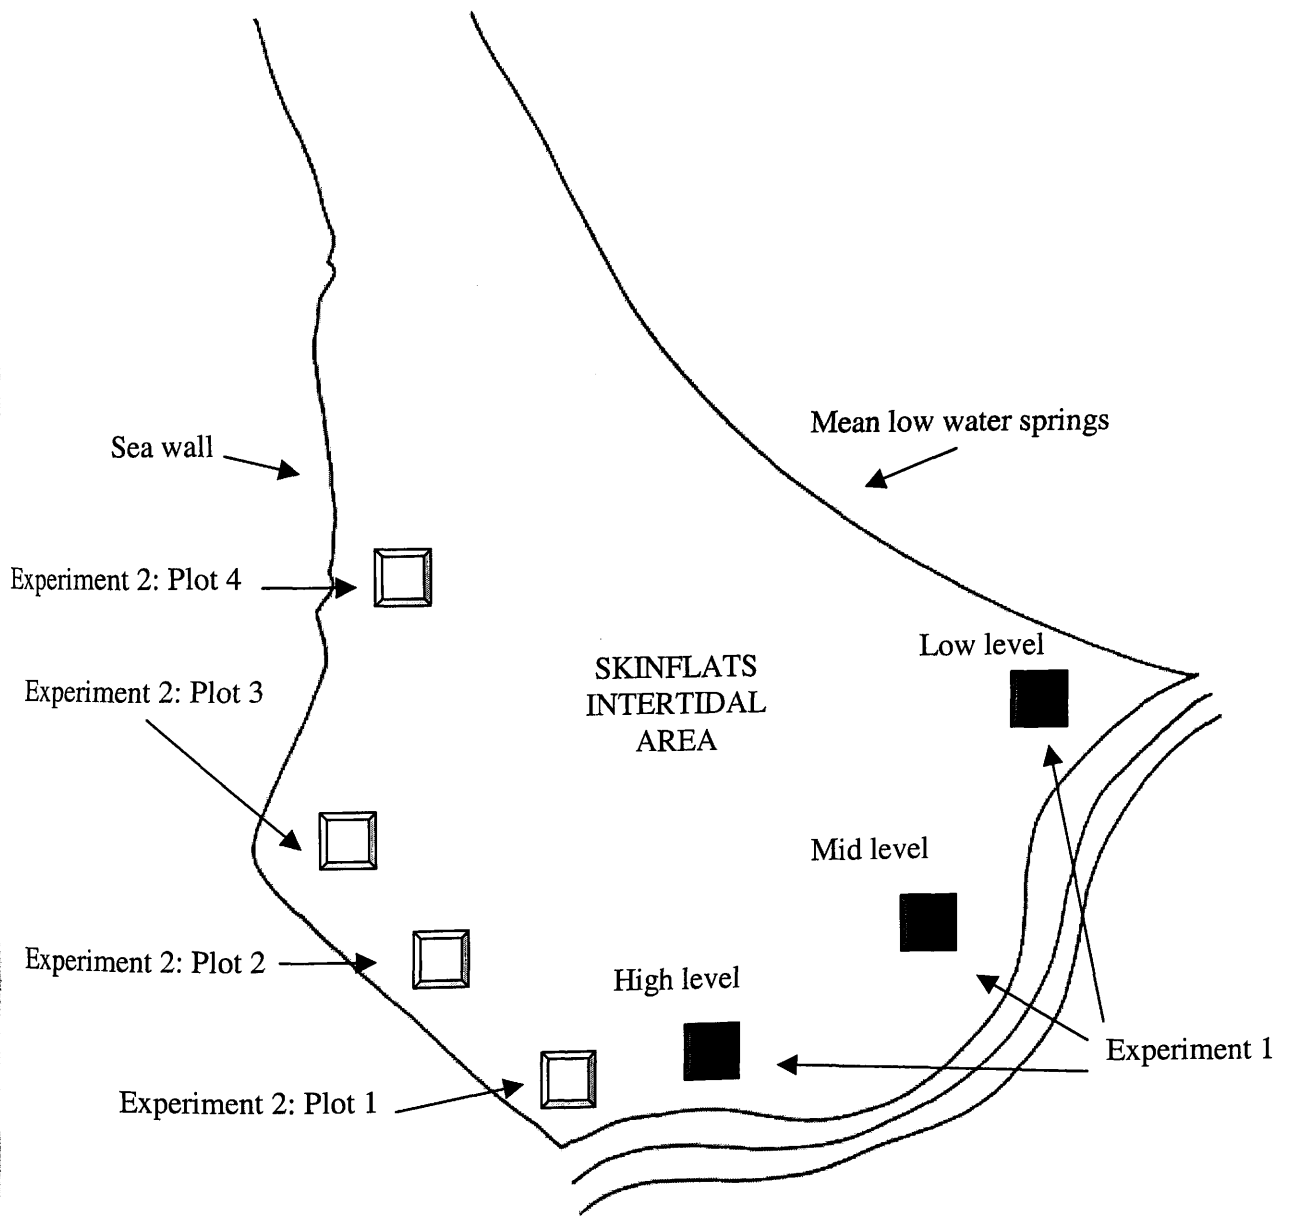 Mean low water springs
Sea wall
Experiment 2: Plot 4
Low level
SKINFLATS
INTERTIDAL
AREA
Experiment 2: Plot 3
Mid level
Experiment 2: Plot 2
High level
Experiment 1
Experiment 2: Plot 1